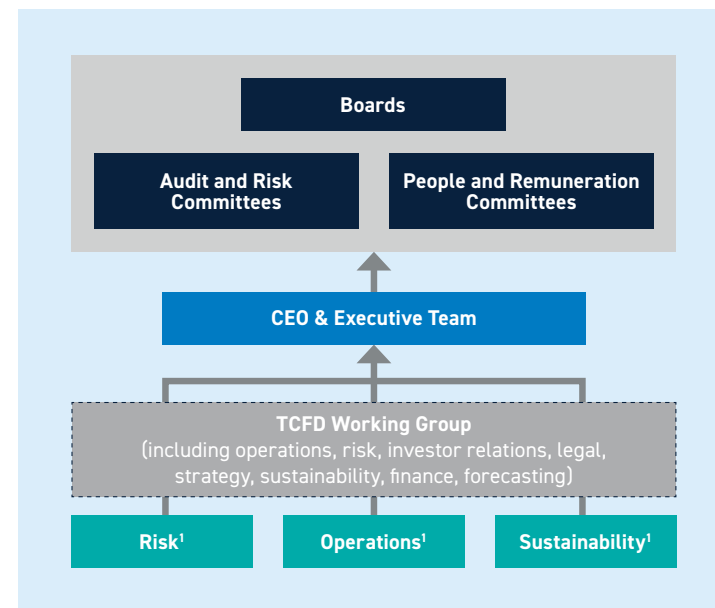 Boards
Audit and Risk
Committees
People and Remuneration
Committees
CEO & Executive Team
TCFD Working Group
(including operations, risk, investor relations, legal,
strategy, sustainability, finance, forecasting)
Risk¹
Operations¹
Sustainability¹